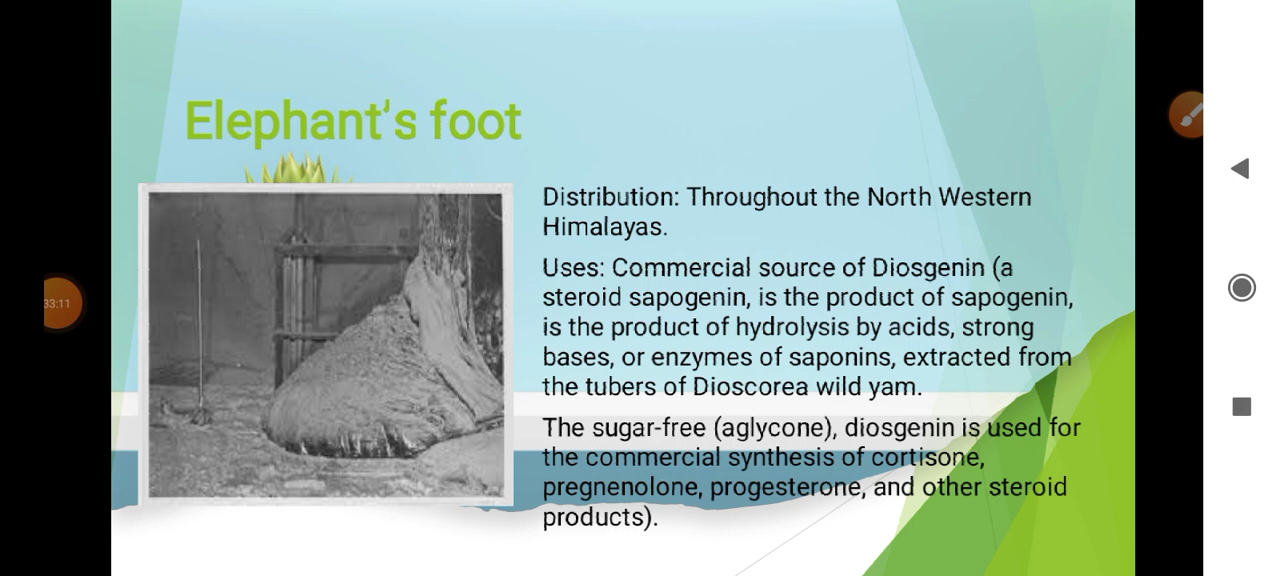 Elephant's foot
Distribution: Throughout the North Western
Himalayas.
Uses: Commercial source of Diosgenin (a
steroid sapogenin, is the product of sapogenin,
is the product of hydrolysis by acids, strong
bases, or enzymes of saponins, extracted from
the tubers of Dioscorea wild yam.
The sugar-free (aglycone), diosgenin is used for
the commercial synthesis of cortisone,
pregnenolone, progesterone, and other steroid
products).
33:11